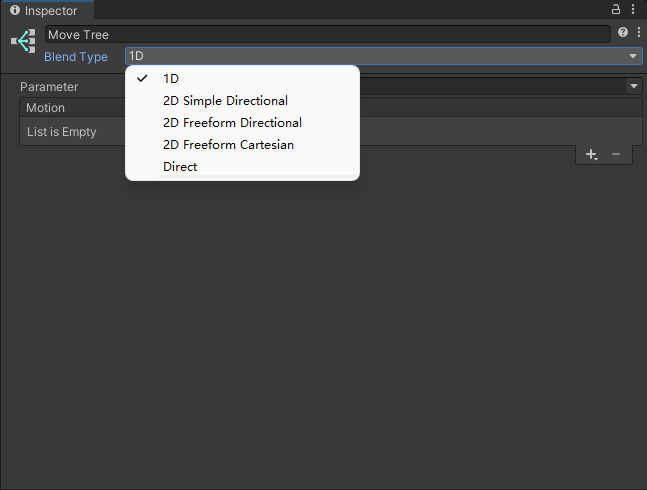 Inspector
Move Tree
Blend Type 1D
1D
Parameter
2D Simple Directional
Motion
2D Freeform Directional
List is Empty
2D Freeform Cartesian
Direct